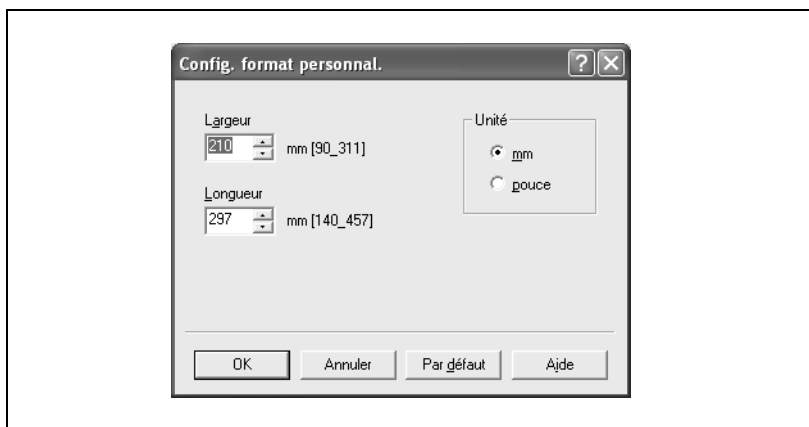 Config. format personnal.
Largeur
210 mm [90_311]
Longueur
297 mm [140_457]
Unité
mm
pouce
OK Annuler Par défaut Aide